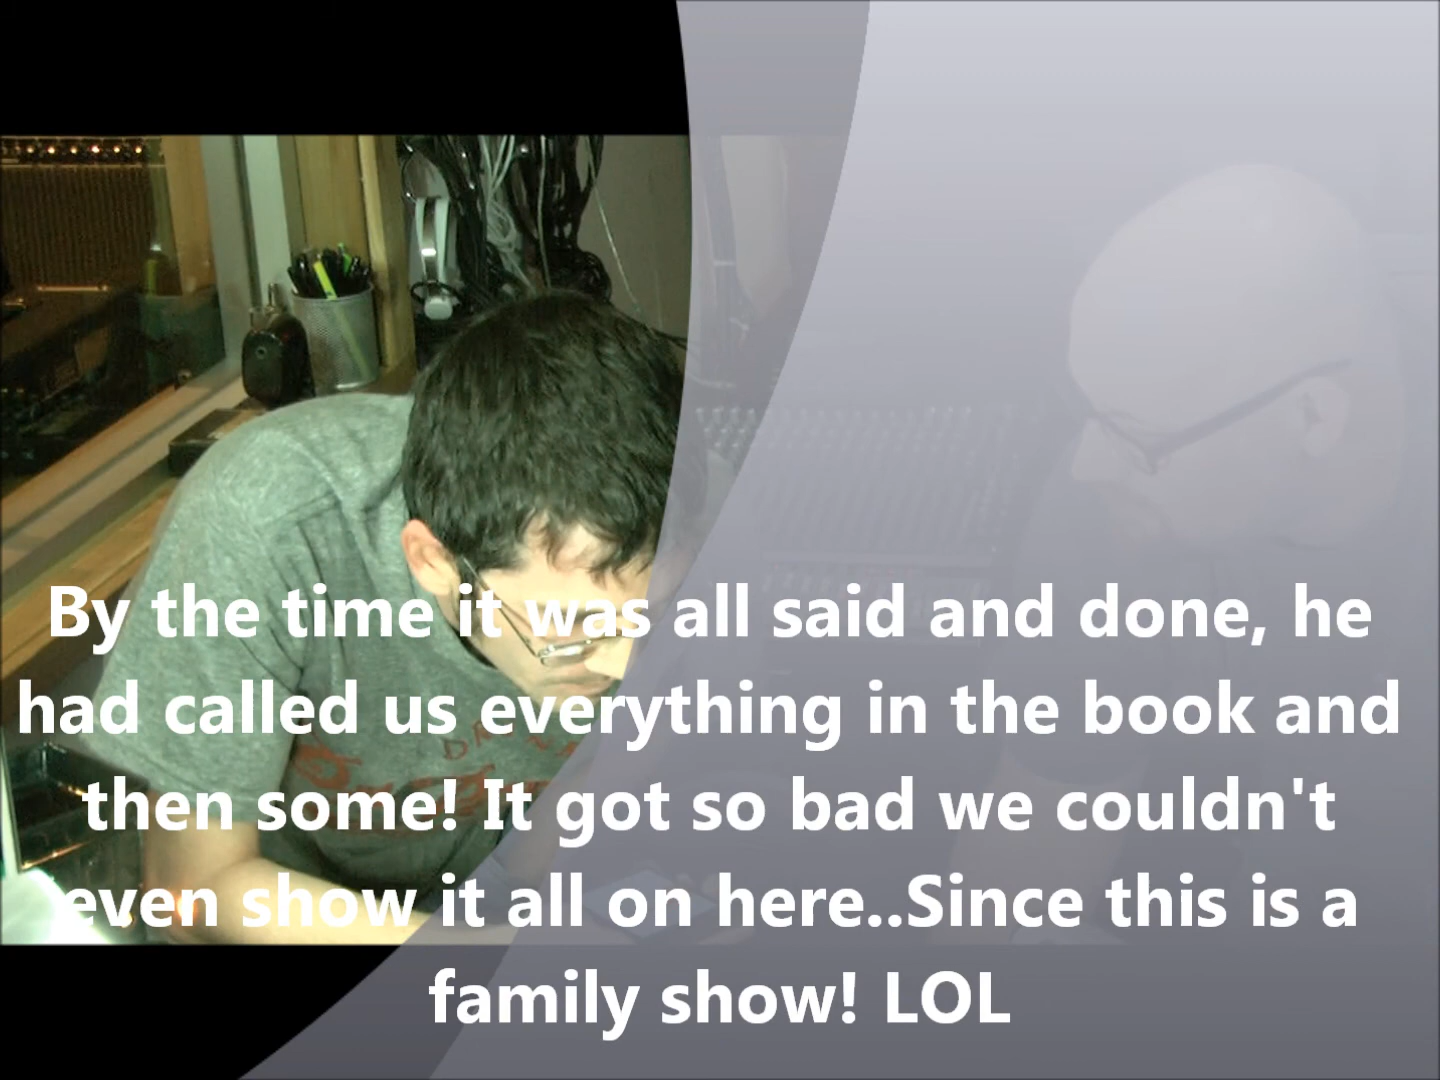 By the time it was all said and done, he
had called us everything in the book and
then some! It got so bad we couldn't
even show it all on here..Since this is a
family show! LOL